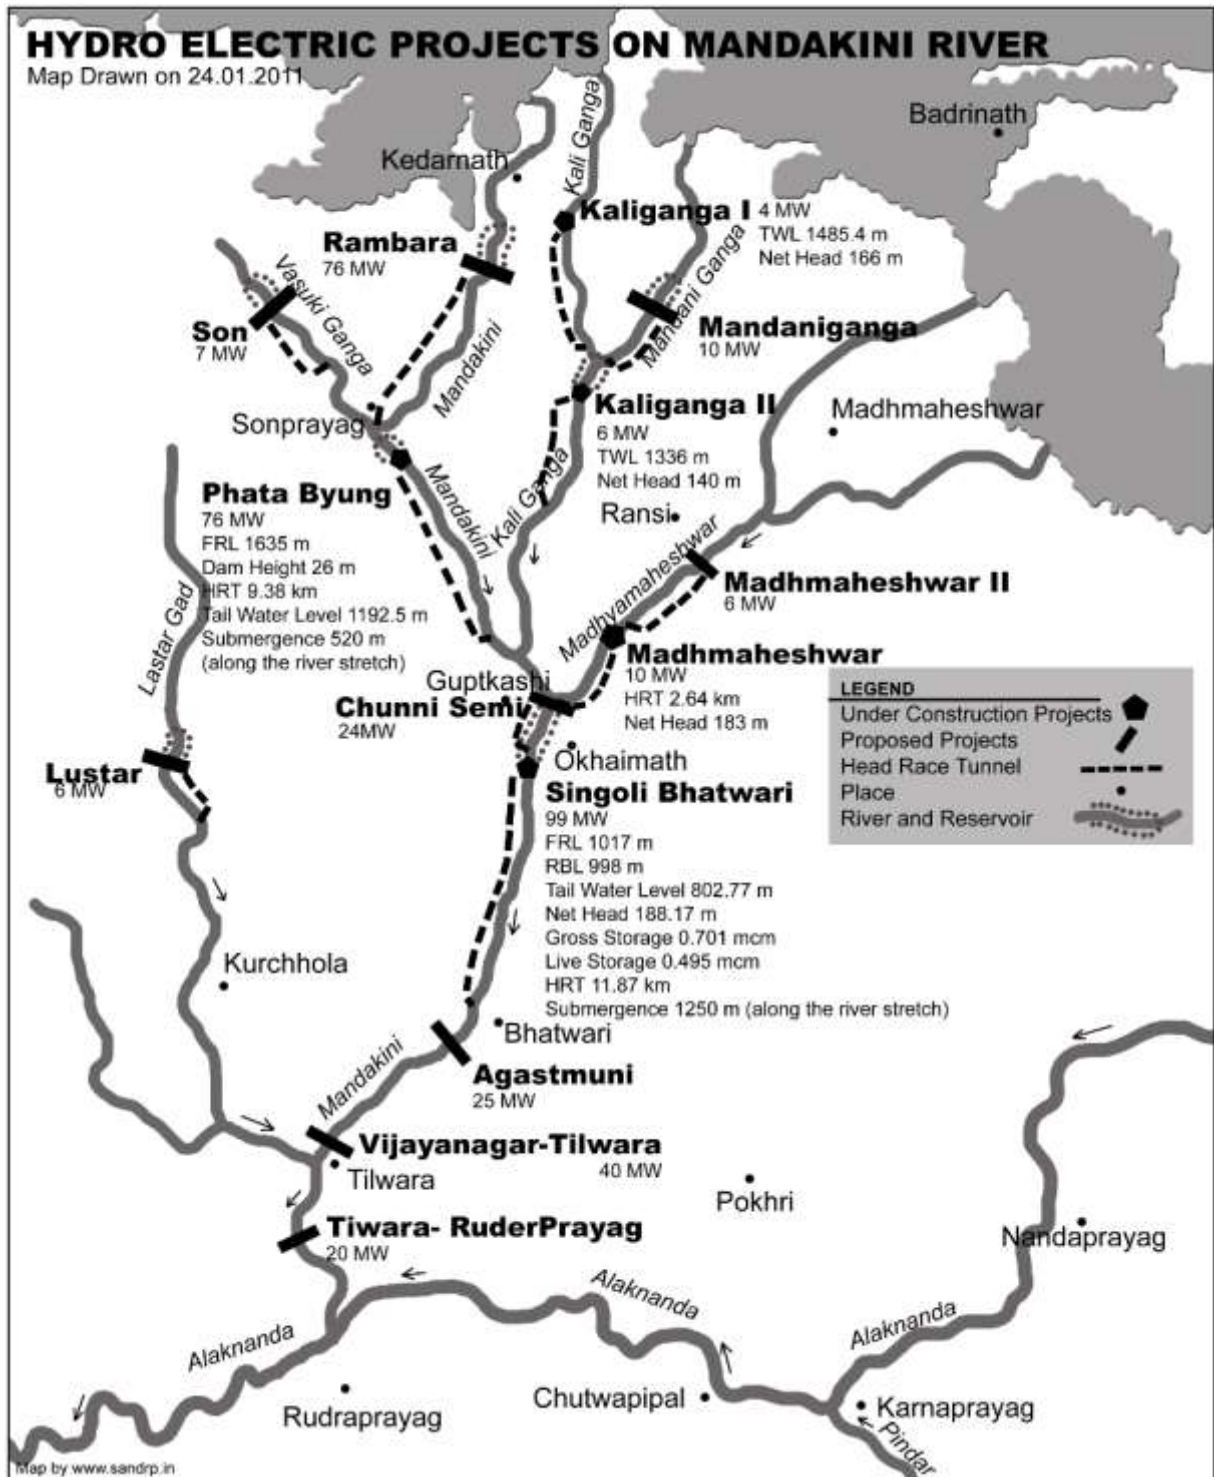 HYDRO ELECTRIC PROJECTS ON MANDAKINI RIVER
Map Drawn on 24.01.2011
Badrinath
Kedarnath
Kali Ganga
Kaliganga I
4 MW
TWL 1485.4 m
Net Head 166 m
Rambara
76 MW
Vasuki Ganga
Son
7 MW
Mandakini
Mandani Ganga
Mandaniganga
10 MW
Sonprayag
Kaliganga II
6 MW
TWL 1336 m
Net Head 140 m
Madhmaheshwar
Phata Byung
76 MW
FRL 1635 m
Dam Height 26 m
HRT 9.38 km
Tail Water Level 1192.5 m
Submergence 520 m
(along the river stretch)
Mandakini
Kali Ganga
Ransi
Madhyamaheshwar
Madhmaheshwar II
6 MW
Lastar Gad
Madhmaheshwar
10 MW
HRT 2.64 km
Net Head 183 m
Guptkashi
Chunni Semi
24MW
LEGEND
Under Construction Projects
Proposed Projects
Head Race Tunnel
Place
River and Reservoir
Okhaimath
Lustar
6 MW
Singoli Bhatwari
99 MW
FRL 1017 m
RBL 998 m
Tail Water Level 802.77 m
Net Head 188.17 m
Gross Storage 0.701 mcm
Live Storage 0.495 mcm
HRT 11.87 km
Submergence 1250 m (along the river stretch)
Kurchhola
Bhatwari
Mandakini
Agastmuni
25 MW
Vijayanagar-Tilwara
40 MW
Tilwara
Pokhri
Tiwara- RuderPrayag
20 MW
Nandaprayag
Alaknanda
Alaknanda
Alaknanda
Rudraprayag
Chutwapipal
Karnaprayag
Pindar
Map by www.sandrp.in